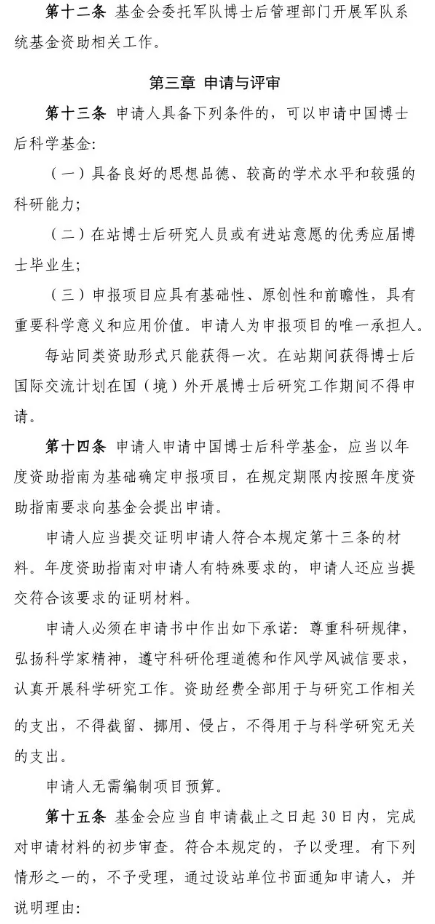 第十二条 基金会委托军队博士后管理部门开展军队系
统基金资助相关工作。
第三章 申请与评审
第十三条 申请人具备下列条件的，可以申请中国博士
后科学基金：
（一）具备良好的思想品德、较高的学术水平和较强的
科研能力；
（二）在站博士后研究人员或有进站意愿的优秀应届博
士毕业生；
（三）申报项目应具有基础性、原创性和前瞻性，具有
重要科学意义和应用价值。申请人为申报项目的唯一承担人。
每站同类资助形式只能获得一次。在站期间获得博士后
国际交流计划在国（境）外开展博士后研究工作期间不得申
请。
第十四条 申请人申请中国博士后科学基金，应当以年
度资助指南为基础确定申报项目，在规定期限内按照年度资
助指南要求向基金会提出申请。
申请人应当提交证明申请人符合本规定第十三条的材
料。年度资助指南对申请人有特殊要求的，申请人还应当提
交符合该要求的证明材料。
申请人必须在申请书中作出如下承诺：尊重科研规律，
弘扬科学家精神，遵守科研伦理道德和作风学风诚信要求，
认真开展科学研究工作。资助经费全部用于与研究工作相关
的支出，不得截留、挪用、侵占，不得用于与科学研究无关
的支出。
申请人无需编制项目预算。
第十五条 基金会应当自申请截止之日起 30 日内，完成
对申请材料的初步审查。符合本规定的，予以受理。有下列
情形之一的，不予受理，通过设站单位书面通知申请人，并
说明理由：